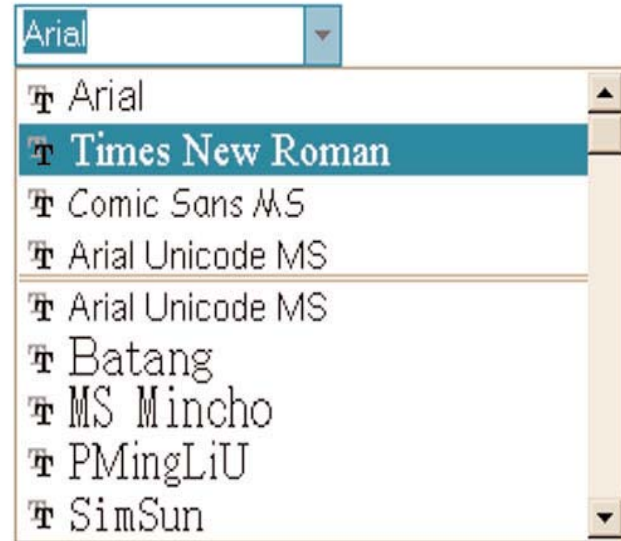 Arial
Arial
Times New Roman
Comic Sans MS
Arial Unicode MS
Arial Unicode MS
Batang
MS Mincho
PMingLiU
SimSun